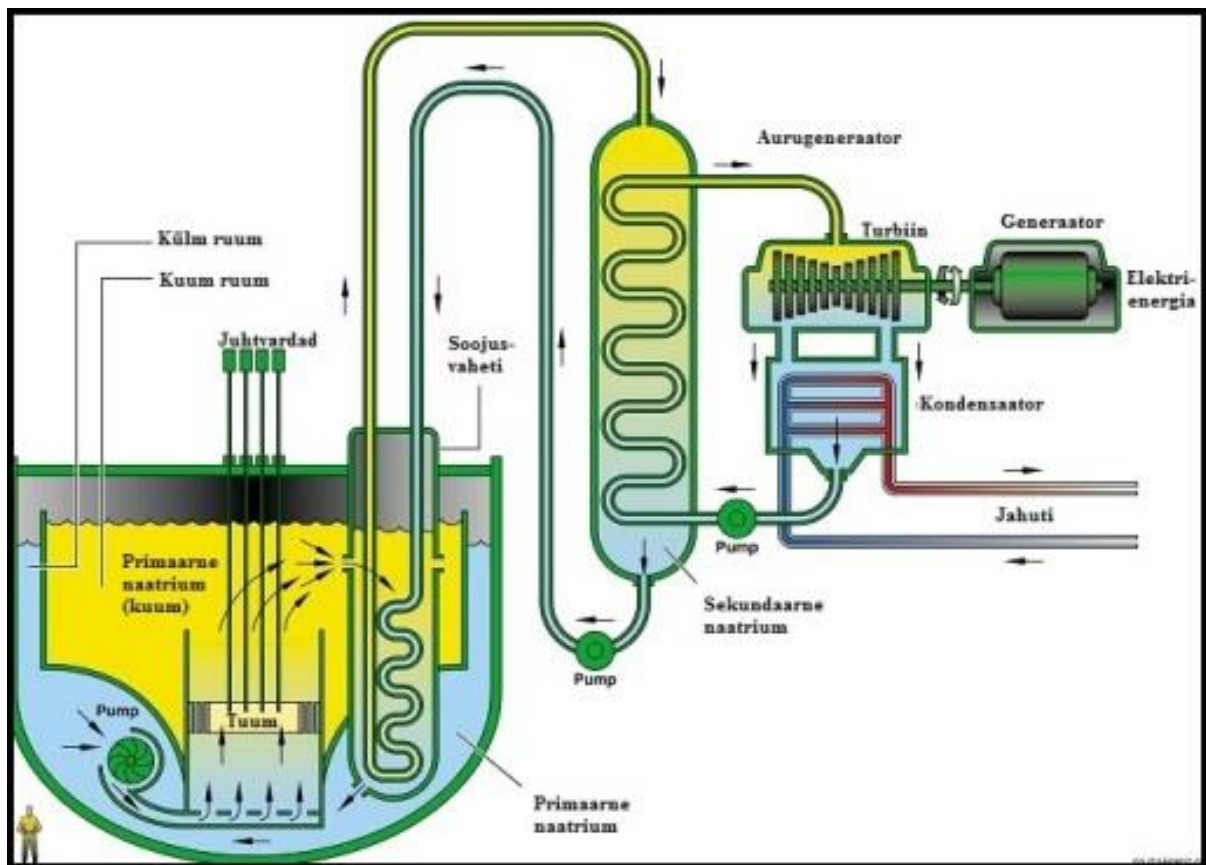 Aurugeneraator
Külm ruum
Kuum ruum
Turbiin
Generaator
Elektri-
energia
Juhtvardad
Soojus-
vaheti
Kondensaator
Jahuti
Pump
Primaarne
naatrium
(kuum)
Sekundaarne
naatrium
Pump
Pump
Tuum
Primaarne
naatrium